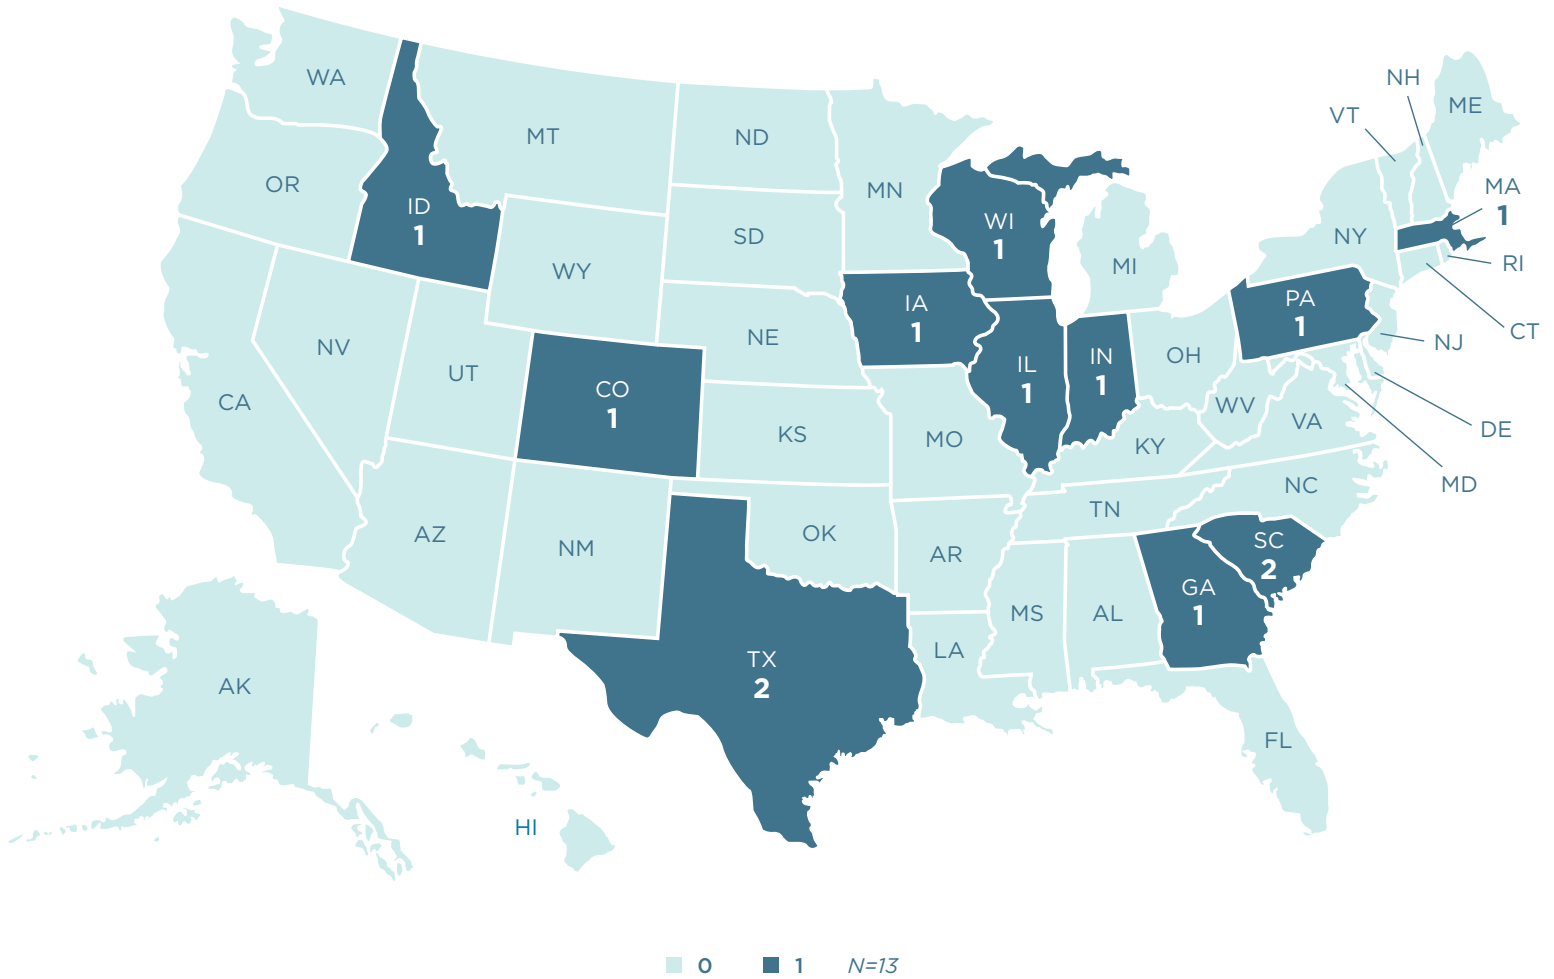 WA
MT
ND
MN
OR
ID
1
WY
SD
WI
1
MI
NY
VT
NH
ME
MA
1
RI
CT
NJ
DE
MD
CA
NV
UT
CO
1
NE
IA
1
IL
1
IN
1
OH
PA
1
WV
VA
KS
MO
KY
AZ
NM
OK
AR
TN
NC
SC
2
GA
1
TX
2
LA
MS
AL
FL
AK
HI
0 1 N=13